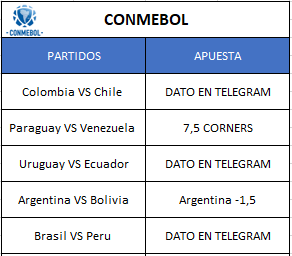 CONMEBOL
CONMEBOL
PARTIDOS APUESTA
Colombia VS Chile DATO EN TELEGRAM
Paraguay VS Venezuela 7,5 CORNERS
Uruguay VS Ecuador DATO EN TELEGRAM
Argentina VS Bolivia Argentina -1,5
Brasil VS Peru DATO EN TELEGRAM